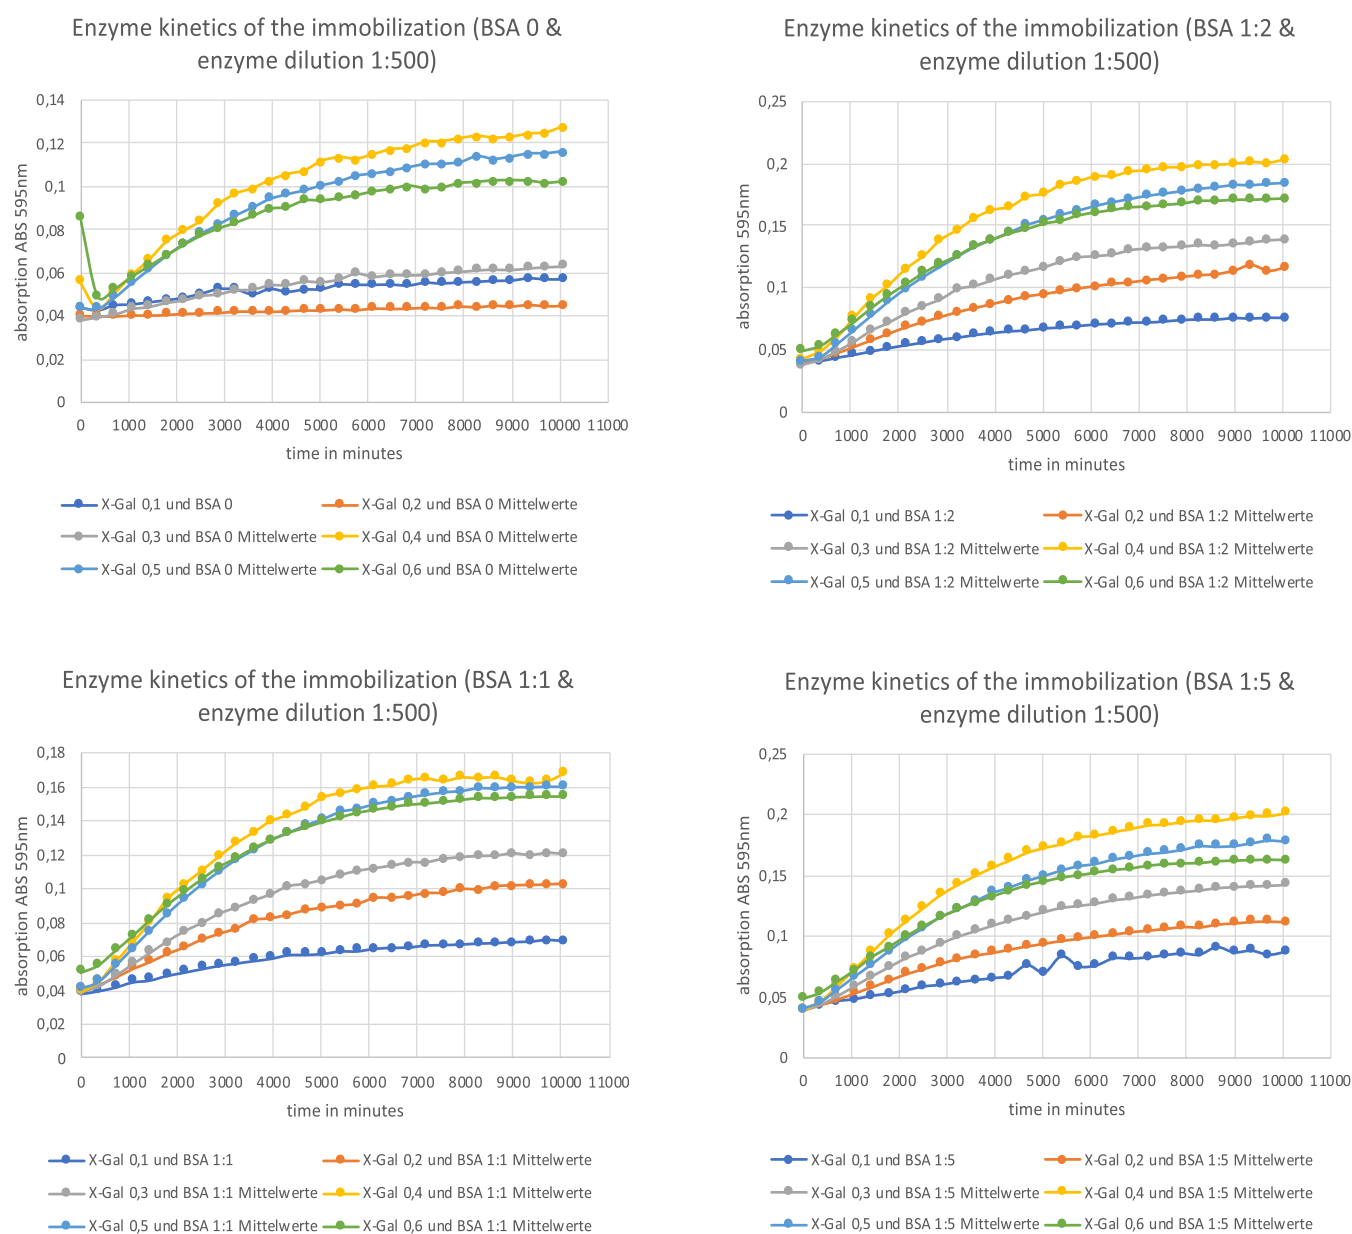 Enzyme kinetics of the immobilization (BSA 0 &
enzyme dilution 1:500)
absorption ABS 595nm
0,14
0,12
0,1
0,08
0,06
0,04
0,02
0
0 1000 2000 3000 4000 5000 6000 7000 8000 9000 10000 11000
time in minutes
X-Gal 0,1 und BSA 0
X-Gal 0,2 und BSA 0 Mittelwerte
X-Gal 0,3 und BSA 0 Mittelwerte
X-Gal 0,4 und BSA 0 Mittelwerte
X-Gal 0,5 und BSA 0 Mittelwerte
X-Gal 0,6 und BSA 0 Mittelwerte
Enzyme kinetics of the immobilization (BSA 1:2 &
enzyme dilution 1:500)
absorption 595nm
0,25
0,2
0,15
0,1
0,05
0
0 1000 2000 3000 4000 5000 6000 7000 8000 9000 10000 11000
time in minutes
X-Gal 0,1 und BSA 1:2
X-Gal 0,2 und BSA 1:2 Mittelwerte
X-Gal 0,3 und BSA 1:2 Mittelwerte
X-Gal 0,4 und BSA 1:2 Mittelwerte
X-Gal 0,5 und BSA 1:2 Mittelwerte
X-Gal 0,6 und BSA 1:2 Mittelwerte
Enzyme kinetics of the immobilization (BSA 1:1 &
enzyme dilution 1:500)
absorption ABS 595nm
0,18
0,16
0,14
0,12
0,1
0,08
0,06
0,04
0,02
0
0 1000 2000 3000 4000 5000 6000 7000 8000 9000 10000 11000
time in minutes
X-Gal 0,1 und BSA 1:1
X-Gal 0,2 und BSA 1:1 Mittelwerte
X-Gal 0,3 und BSA 1:1 Mittelwerte
X-Gal 0,4 und BSA 1:1 Mittelwerte
X-Gal 0,5 und BSA 1:1 Mittelwerte
X-Gal 0,6 und BSA 1:1 Mittelwerte
Enzyme kinetics of the immobilization (BSA 1:5 &
enzyme dilution 1:500)
absorption ABS 595nm
0,25
0,2
0,15
0,1
0,05
0
0 1000 2000 3000 4000 5000 6000 7000 8000 9000 10000 11000
time in minutes
X-Gal 0,1 und BSA 1:5
X-Gal 0,2 und BSA 1:5 Mittelwerte
X-Gal 0,3 und BSA 1:5 Mittelwerte
X-Gal 0,4 und BSA 1:5 Mittelwerte
X-Gal 0,5 und BSA 1:5 Mittelwerte
X-Gal 0,6 und BSA 1:5 Mittelwerte